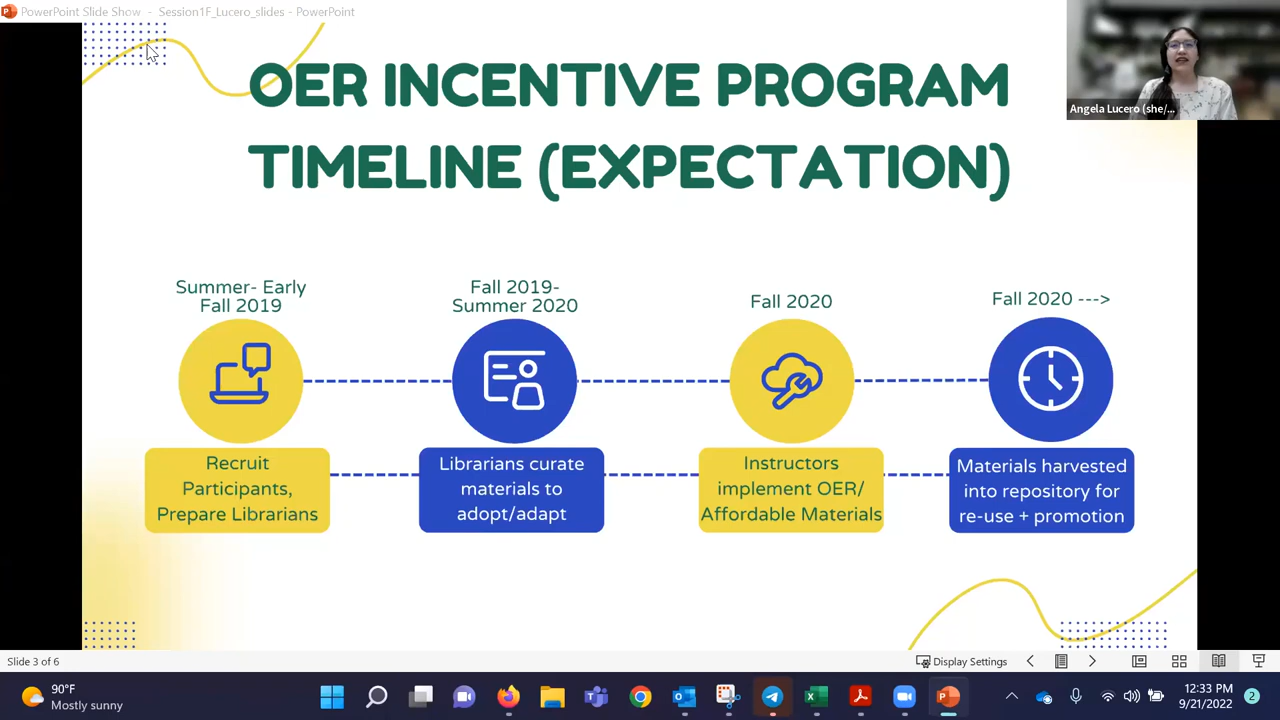 PowerPoint Slide Show - Session1F_Lucero_slides - PowerPoint
OER INCENTIVE PROGRAM
TIMELINE (EXPECTATION)
Angela Lucero (she/...
Summer- Early
Fall 2019
Fall 2019-
Summer 2020
Fall 2020
Fall 2020 --->
Recruit
Participants,
Prepare Librarians
Librarians curate
materials to
adopt/adapt
Instructors
implement OER/
Affordable Materials
Materials harvested
into repository for
re-use + promotion
Slide 3 of 6
Display Settings
90°F
Mostly sunny
12:33 PM
9/21/2022
2